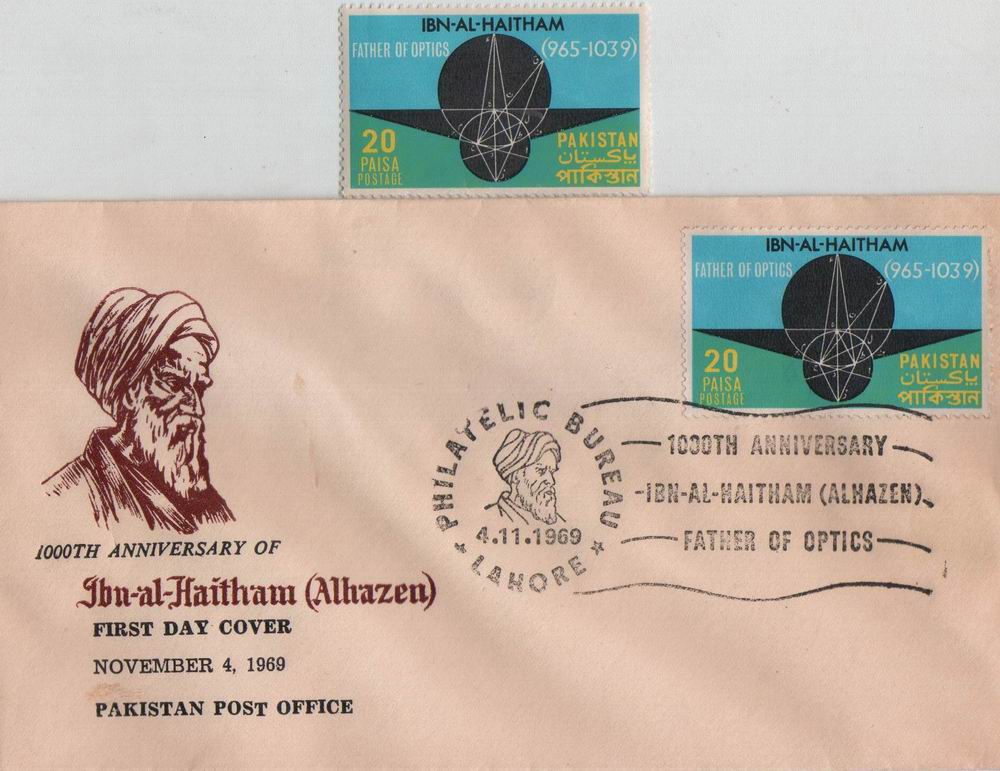 IBN-AL-HAITHAM
FATHER OF OPTICS (965-1039)
20 PAKISTAN
PAISA پاکستان
POSTAGE পাকিস্তান
IBN-AL-HAITHAM
FATHER OF OPTICS (965-1039)
20 PAKISTAN
PAISA پاکستان
POSTAGE পাকিস্তান
PHILATELIC BUREAU
4.11.1969
LAHORE
1000TH ANNIVERSARY
IBN-AL-HAITHAM (ALHAZEN)
FATHER OF OPTICS
1000TH ANNIVERSARY OF
Ibn-al-Haitham (Alhazen)
FIRST DAY COVER
NOVEMBER 4, 1969
PAKISTAN POST OFFICE